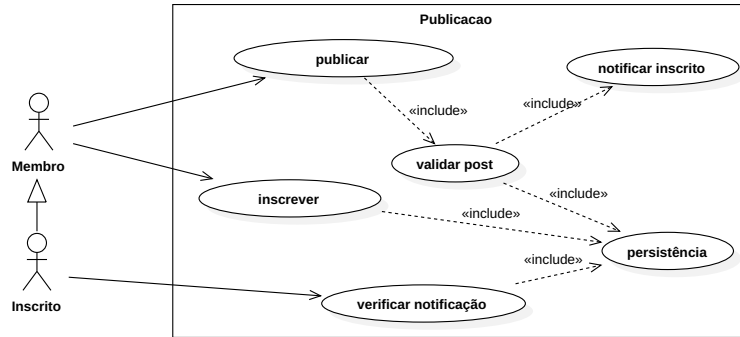 Publicacao
publicar
notificar inscrito
«include»
«include»
Membro
validar post
inscrever
«include»
«include»
persistência
«include»
Inscrito
verificar notificação